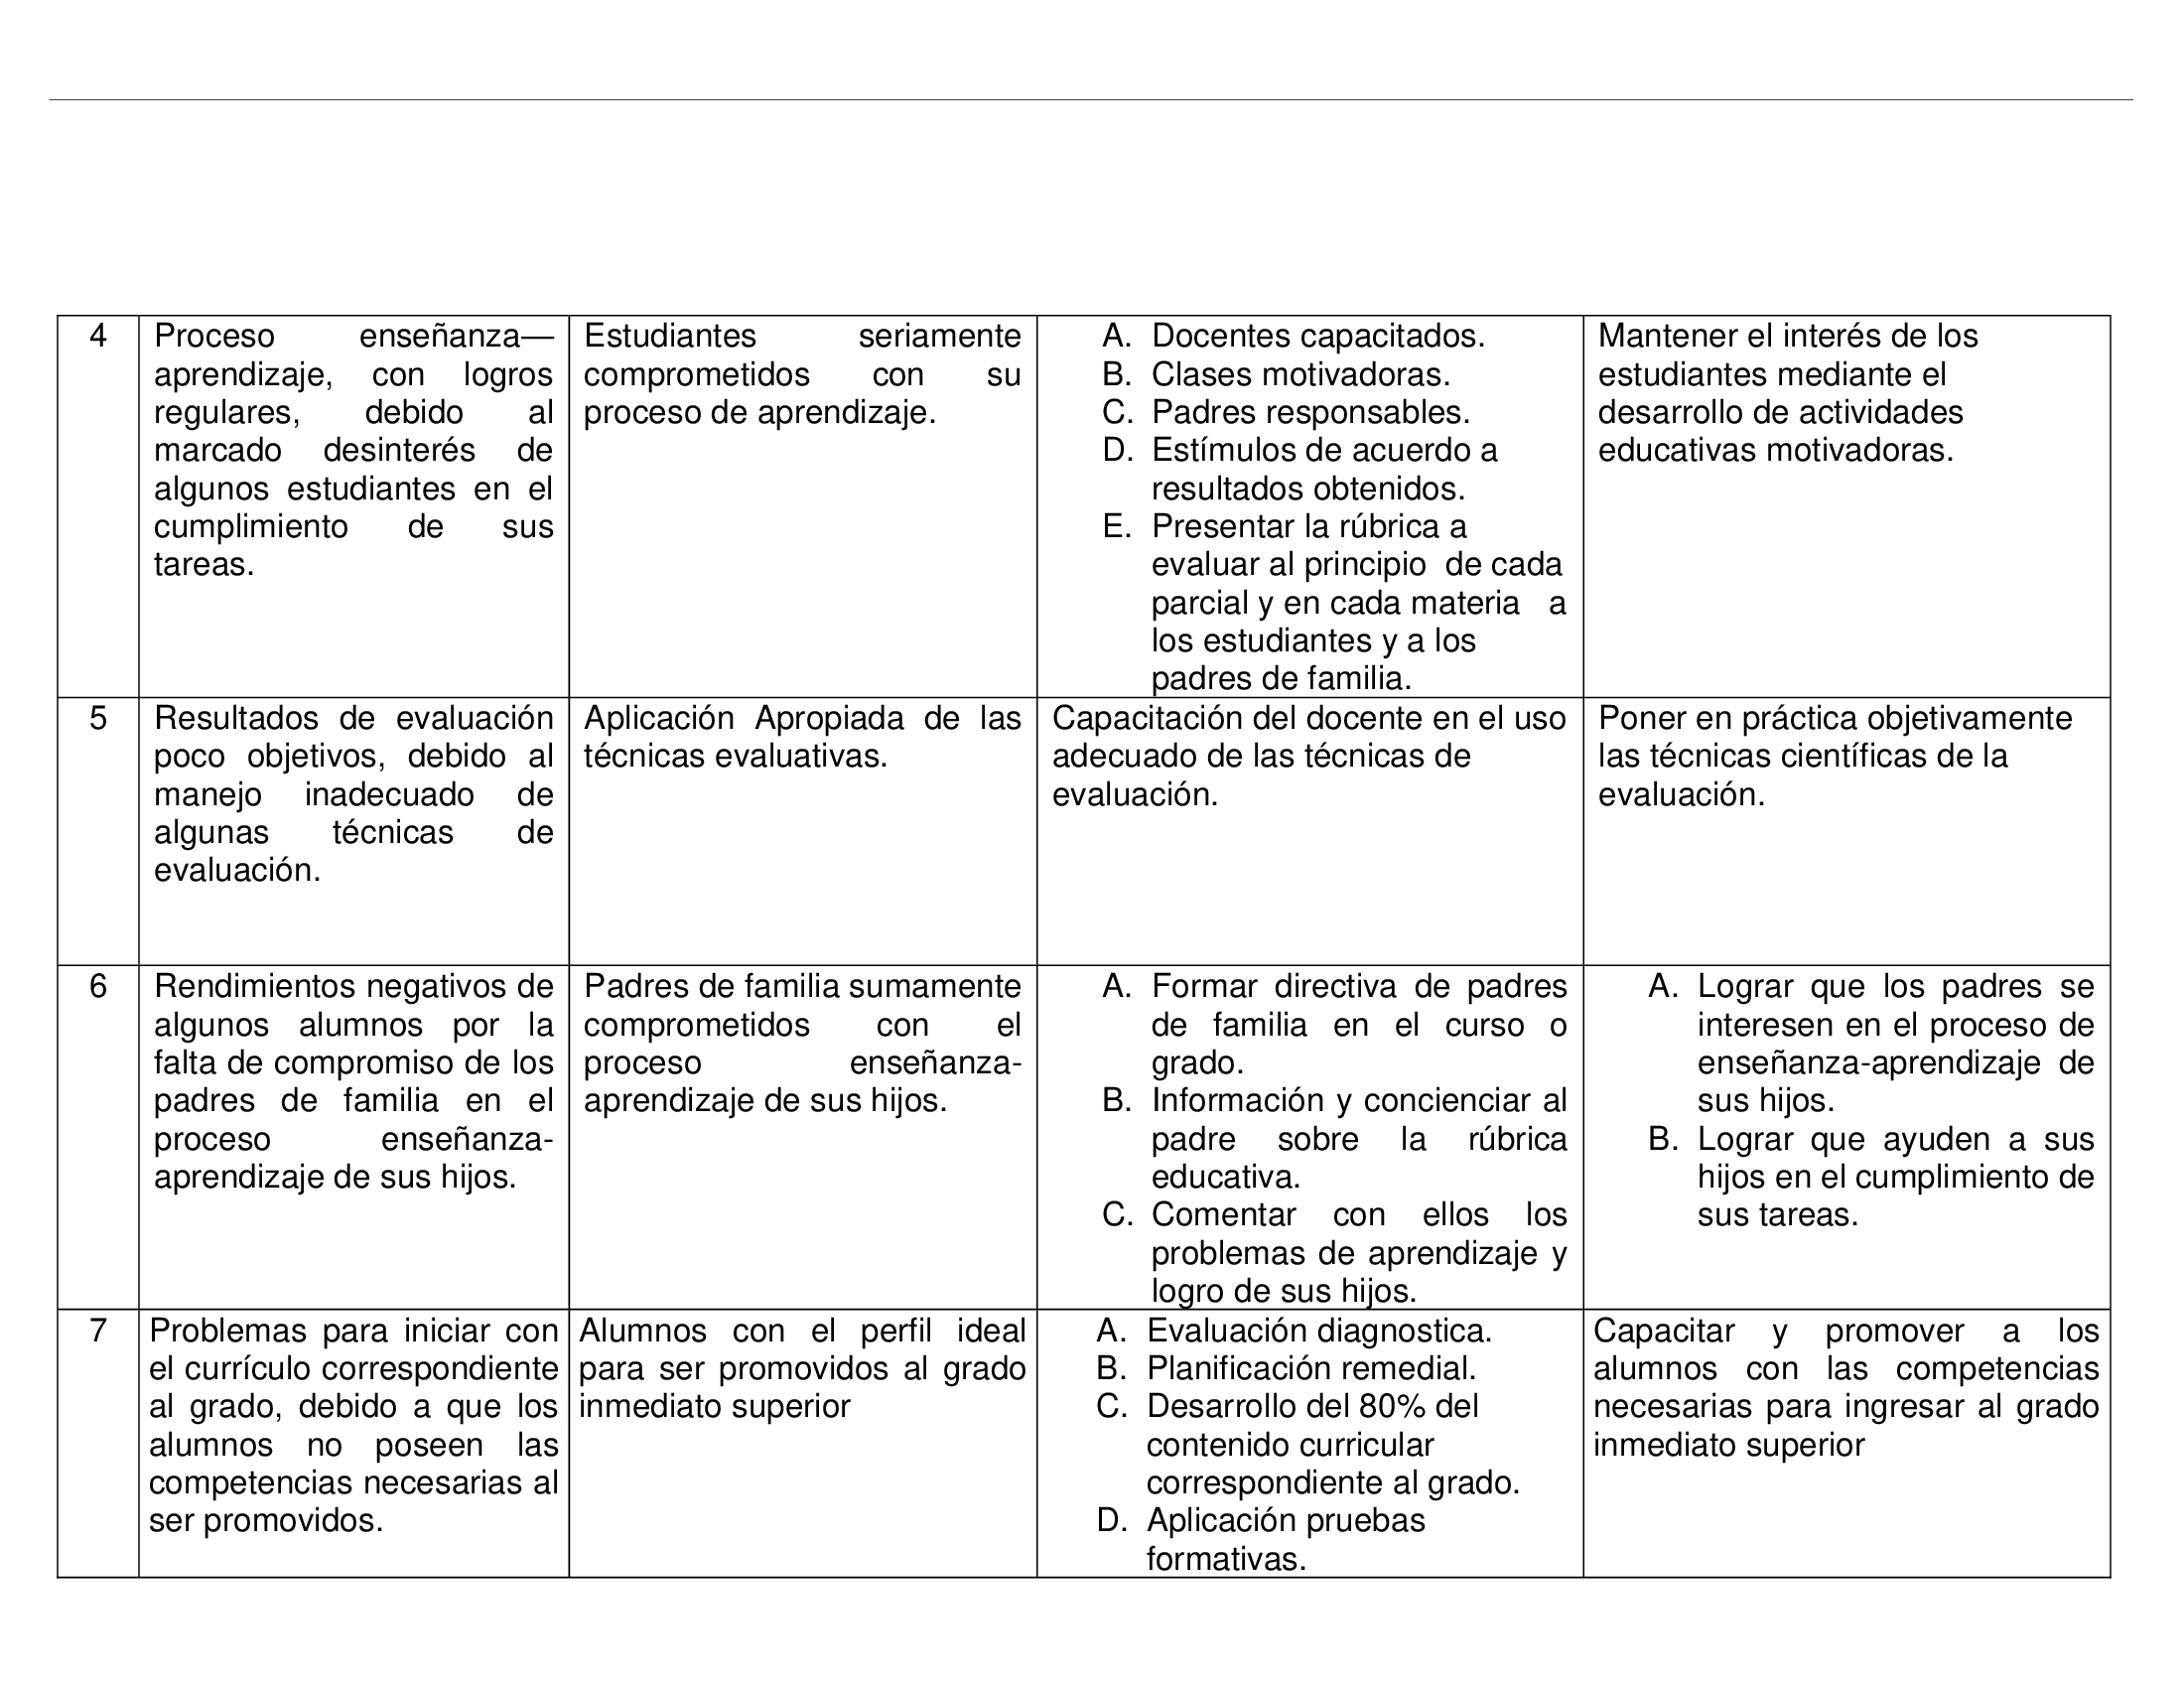 4
Proceso enseñanza—
aprendizaje, con logros
regulares, debido al
marcado desinterés de
algunos estudiantes en el
cumplimiento de sus
tareas.
Estudiantes seriamente
comprometidos con su
proceso de aprendizaje.
A. Docentes capacitados.
B. Clases motivadoras.
C. Padres responsables.
D. Estímulos de acuerdo a
resultados obtenidos.
E. Presentar la rúbrica a
evaluar al principio de cada
parcial y en cada materia a
los estudiantes y a los
padres de familia.
Mantener el interés de los
estudiantes mediante el
desarrollo de actividades
educativas motivadoras.
5
Resultados de evaluación
poco objetivos, debido al
manejo inadecuado de
algunas técnicas de
evaluación.
Aplicación Apropiada de las
técnicas evaluativas.
Capacitación del docente en el uso
adecuado de las técnicas de
evaluación.
Poner en práctica objetivamente
las técnicas científicas de la
evaluación.
6
Rendimientos negativos de
algunos alumnos por la
falta de compromiso de los
padres de familia en el
proceso enseñanza-
aprendizaje de sus hijos.
Padres de familia sumamente
comprometidos con el
proceso enseñanza-
aprendizaje de sus hijos.
A. Formar directiva de padres
de familia en el curso o
grado.
B. Información y concienciar al
padre sobre la rúbrica
educativa.
C. Comentar con ellos los
problemas de aprendizaje y
logro de sus hijos.
A. Lograr que los padres se
interesen en el proceso de
enseñanza-aprendizaje de
sus hijos.
B. Lograr que ayuden a sus
hijos en el cumplimiento de
sus tareas.
7
Problemas para iniciar con
el currículo correspondiente
al grado, debido a que los
alumnos no poseen las
competencias necesarias al
ser promovidos.
Alumnos con el perfil ideal
para ser promovidos al grado
inmediato superior
A. Evaluación diagnostica.
B. Planificación remedial.
C. Desarrollo del 80% del
contenido curricular
correspondiente al grado.
D. Aplicación pruebas
formativas.
Capacitar y promover a los
alumnos con las competencias
necesarias para ingresar al grado
inmediato superior